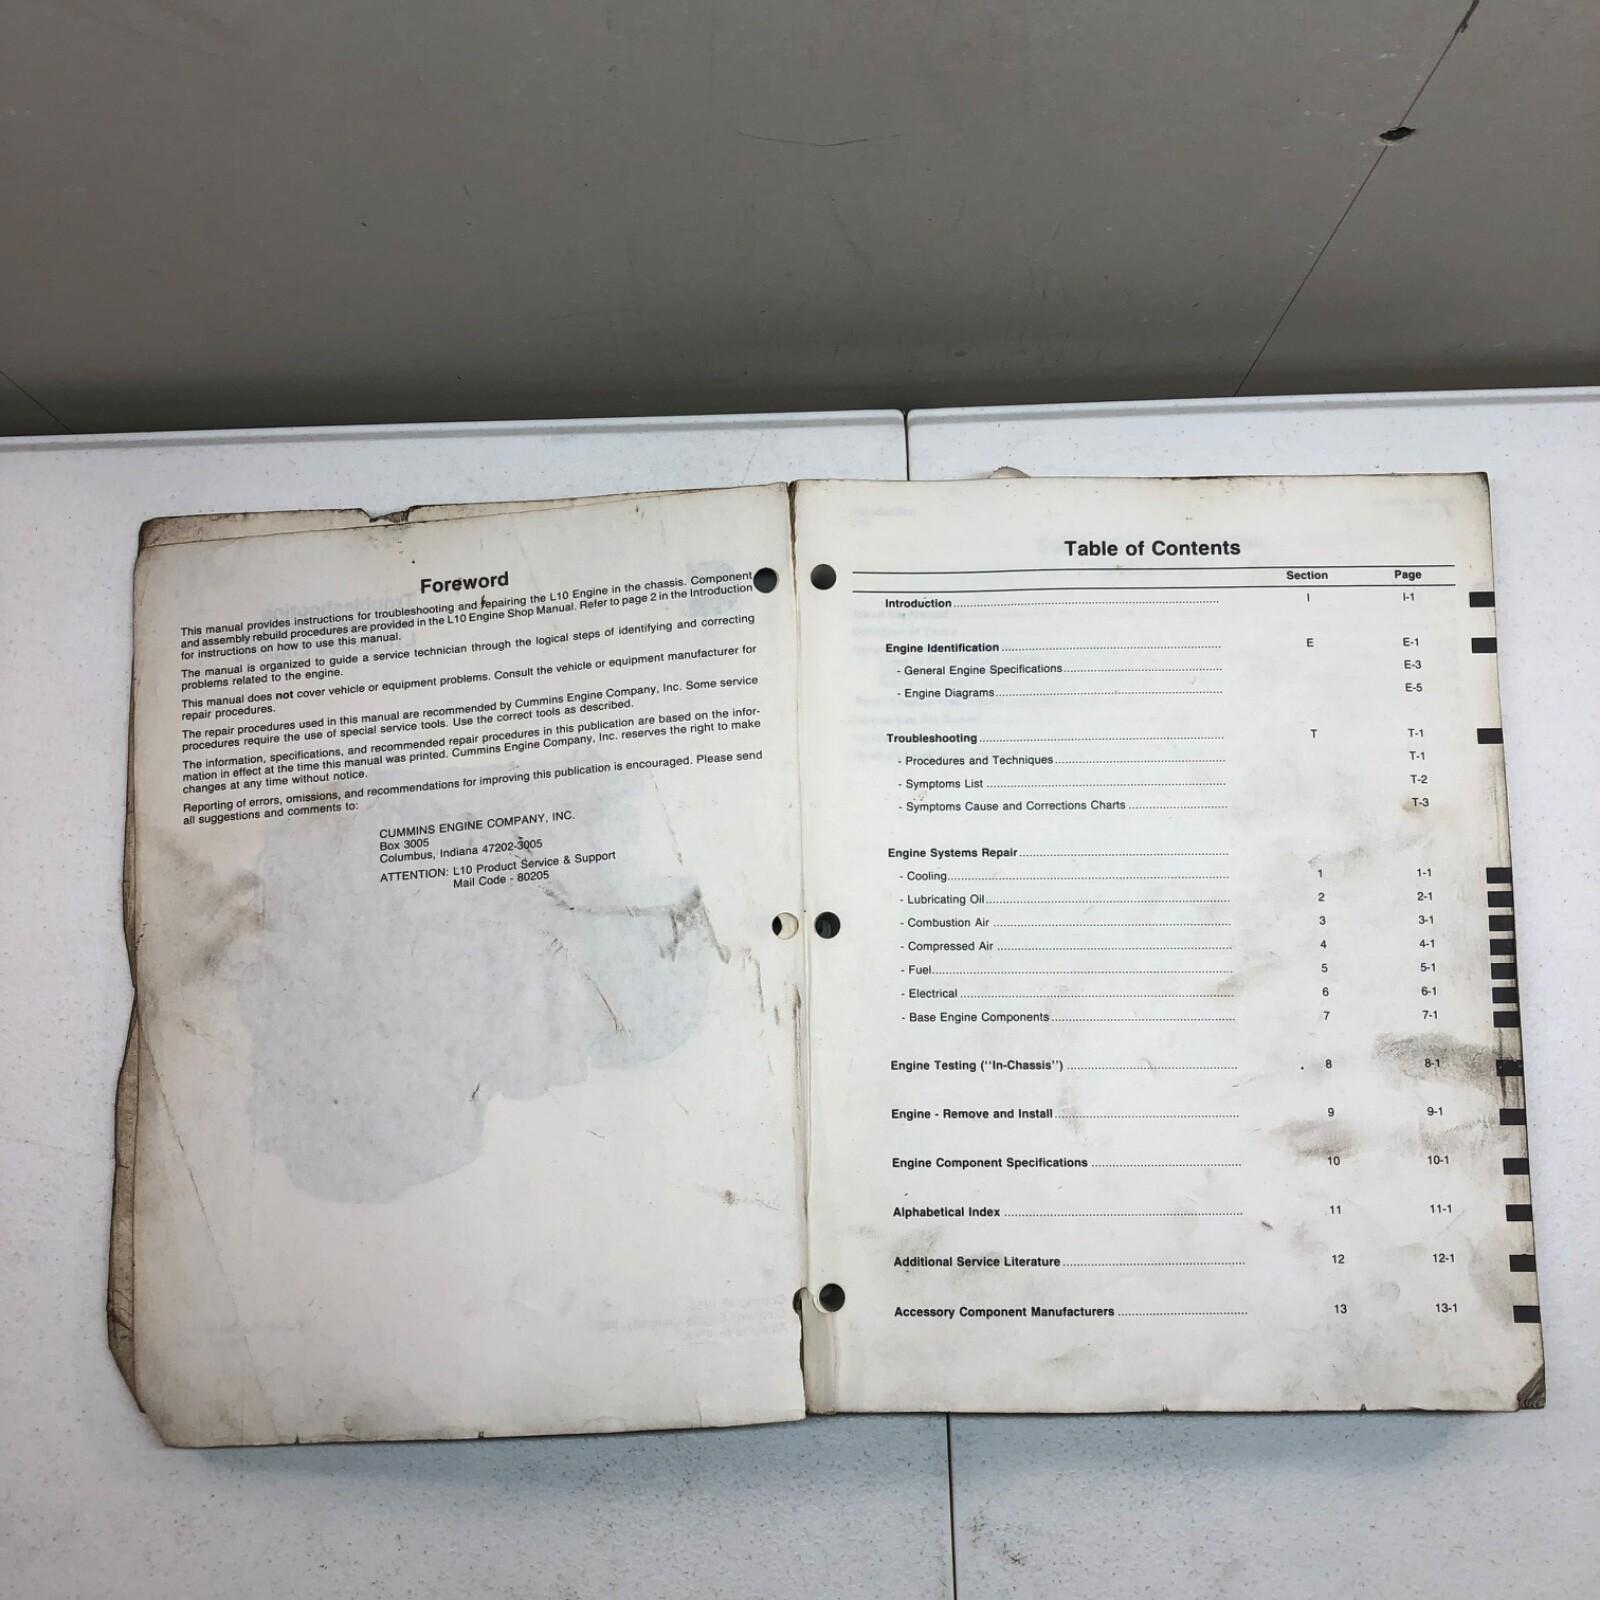 Foreword
This manual provides instructions for troubleshooting and repairing the L10 Engine in the chassis. Component
and assembly rebuild procedures are provided in the L10 Engine Shop Manual. Refer to page 2 in the Introduction
for instructions on how to use this manual.
The manual is organized to guide a service technician through the logical steps of identifying and correcting
problems related to the engine.
This manual does not cover vehicle or equipment problems. Consult the vehicle or equipment manufacturer for
repair procedures.
The repair procedures used in this manual are recommended by Cummins Engine Company, Inc. Some service
procedures require the use of special service tools. Use the correct tools as described.
The information, specifications, and recommended repair procedures in this publication are based on the infor-
mation in effect at the time this manual was printed. Cummins Engine Company, Inc. reserves the right to make
changes at any time without notice.
Reporting of errors, omissions, and recommendations for improving this publication is encouraged. Please send
all suggestions and comments to:
CUMMINS ENGINE COMPANY, INC.
Box 3005
Columbus, Indiana 47202-3005
ATTENTION: L10 Product Service & Support
Mail Code - 80205
Table of Contents
Section Page
Introduction I I-1
Engine Identification E E-1
- General Engine Specifications E-3
- Engine Diagrams E-5
Troubleshooting T T-1
- Procedures and Techniques T-1
- Symptoms List T-2
- Symptoms Cause and Corrections Charts T-3
Engine Systems Repair
- Cooling 1 1-1
- Lubricating Oil 2 2-1
- Combustion Air 3 3-1
- Compressed Air 4 4-1
- Fuel 5 5-1
- Electrical 6 6-1
- Base Engine Components 7 7-1
Engine Testing ("In-Chassis") 8 8-1
Engine - Remove and Install 9 9-1
Engine Component Specifications 10 10-1
Alphabetical Index 11 11-1
Additional Service Literature 12 12-1
Accessory Component Manufacturers 13 13-1